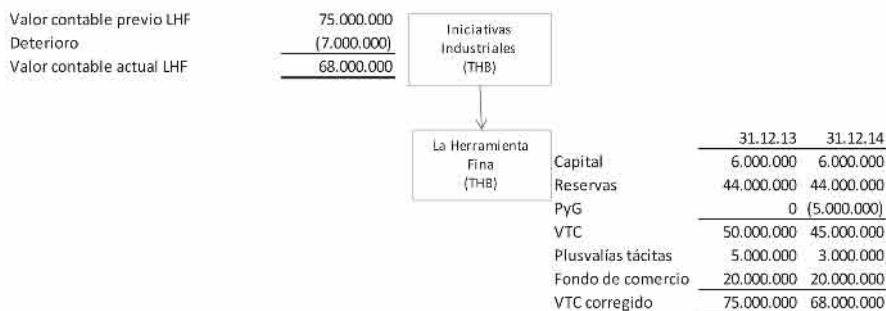 Valor contable previo LHF 75.000.000
Deterioro (7.000.000)
Valor contable actual LHF 68.000.000
Iniciativas
Industriales
(THB)
La Herramienta
Fina
(THB)
31.12.13 31.12.14
Capital 6.000.000 6.000.000
Reservas 44.000.000 44.000.000
PyG 0 (5.000.000)
VTC 50.000.000 45.000.000
Plusvalías tácitas 5.000.000 3.000.000
Fondo de comercio 20.000.000 20.000.000
VTC corregido 75.000.000 68.000.000